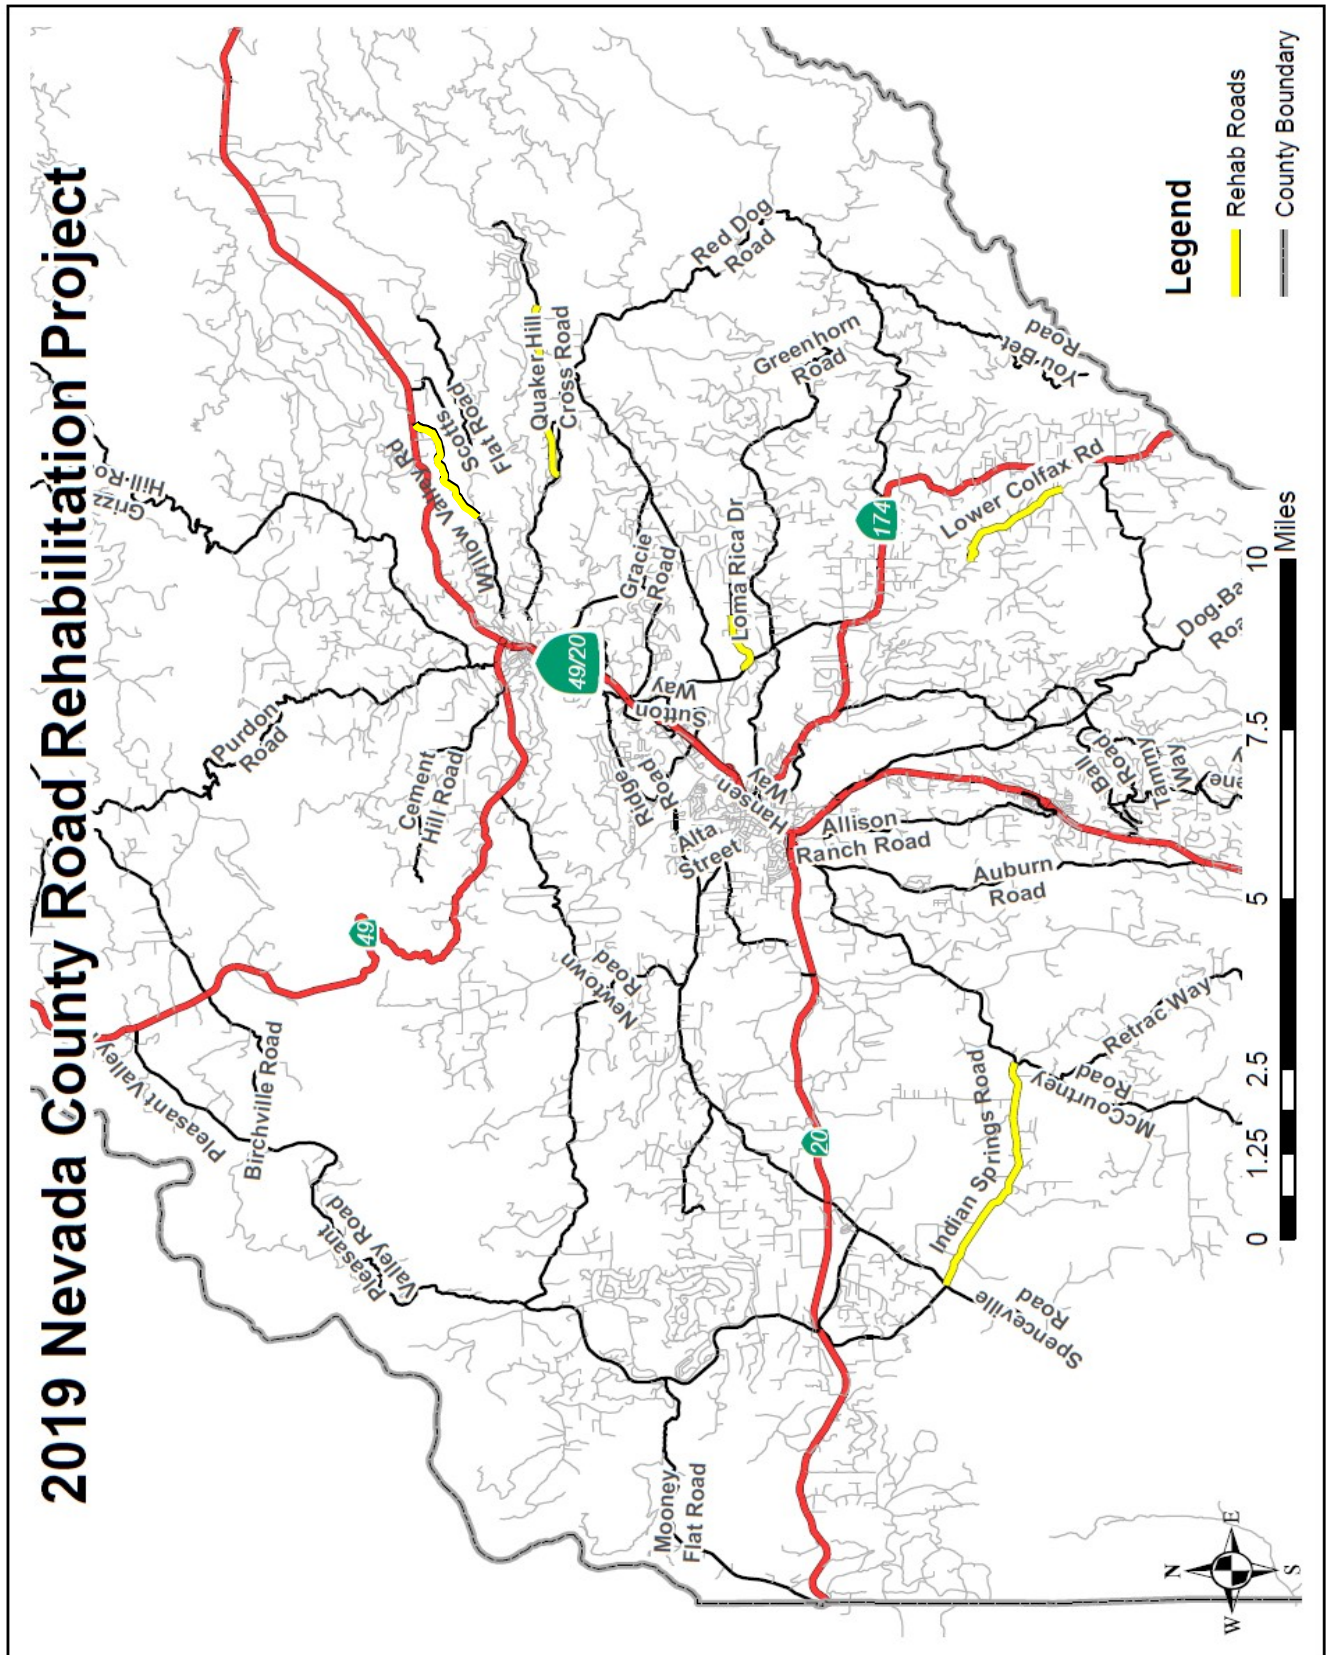 2019 Nevada County Road Rehabilitation Project
Grizz
Hill-Ro
Pleasant Valley
Purdon
Road
Birchville Road
49
Cement
Hill Road
Willow Valley Rd
Scotts
Flat Road
Quaker Hill
Cross Road
Red Dog
Road
Pleasant
Valley Road
Newtown
Road
49/20
Gracie
Road
Greenhorn
Road
Ridge
Road
Sutton
Way
Loma Rica Dr
Alta
Street
Hansen
Way
Mooney
Flat Road
20
Allison
Ranch Road
174
You Bet
Road
Lower Colfax Rd
Auburn
Road
Indian Springs Road
Spenceville
Road
McCourtney
Road
Retrac Way
Ball
Road
Tammy
Way
Dog-Ba
Roa
ne
Legend
Rehab Roads
County Boundary
N
W
E
S
0 1.25 2.5 5 7.5 10
Miles